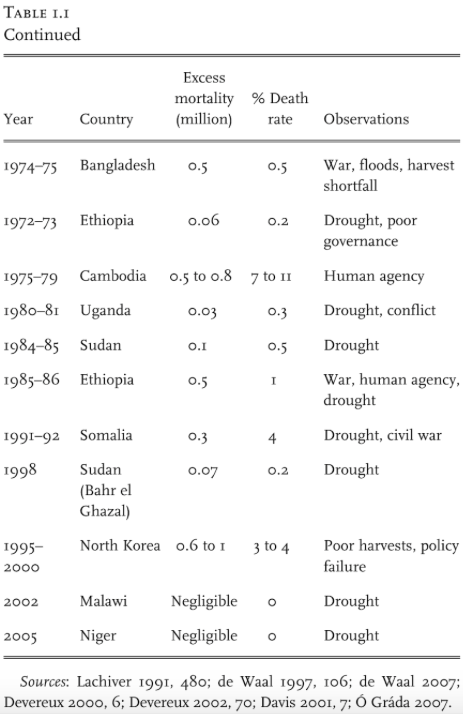 TABLE 1.1
Continued
Year Country Excess mortality (million) % Death rate Observations
1974–75 Bangladesh 0.5 0.5 War, floods, harvest shortfall
1972–73 Ethiopia 0.06 0.2 Drought, poor governance
1975–79 Cambodia 0.5 to 0.8 7 to 11 Human agency
1980–81 Uganda 0.03 0.3 Drought, conflict
1984–85 Sudan 0.1 0.5 Drought
1985–86 Ethiopia 0.5 1 War, human agency, drought
1991–92 Somalia 0.3 4 Drought, civil war
1998 Sudan (Bahr el Ghazal) 0.07 0.2 Drought
1995–2000 North Korea 0.6 to 1 3 to 4 Poor harvests, policy failure
2002 Malawi Negligible 0 Drought
2005 Niger Negligible 0 Drought
Sources: Lachiver 1991, 480; de Waal 1997, 106; de Waal 2007;
Devereux 2000, 6; Devereux 2002, 70; Davis 2001, 7; Ó Gráda 2007.